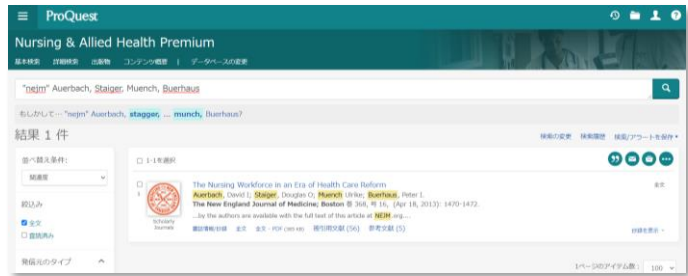 ProQuest
Nursing & Allied Health Premium
基本検索 詳細検索 出版物 コンテンツ概要 | データベースの変更
"nejm" Auerbach, Staiger, Muench, Buerhaus
もしかして… "nejm" Auerbach, stagger, ... munch, Buerhaus?
結果 1 件
検索の変更 検索履歴 検索/アラートを保存
並べ替え条件:
関連度
1-1を選択
絞込み
全文
査読済み
発信元のタイプ
1
The Nursing Workforce in an Era of Health Care Reform
全文
Auerbach, David I; Staiger, Douglas O; Muench Ulrike; Buerhaus, Peter I.
The New England Journal of Medicine; Boston 巻 368, 号 16, (Apr 18, 2013): 1470-1472.
...by the authors are available with the full text of this article at NEJM.org....
Scholarly Journals
書誌情報/抄録 全文 全文 - PDF (380 KB) 被引用文献 (56) 参考文献 (5)
詳細を表示
1ページのアイテム数: 100